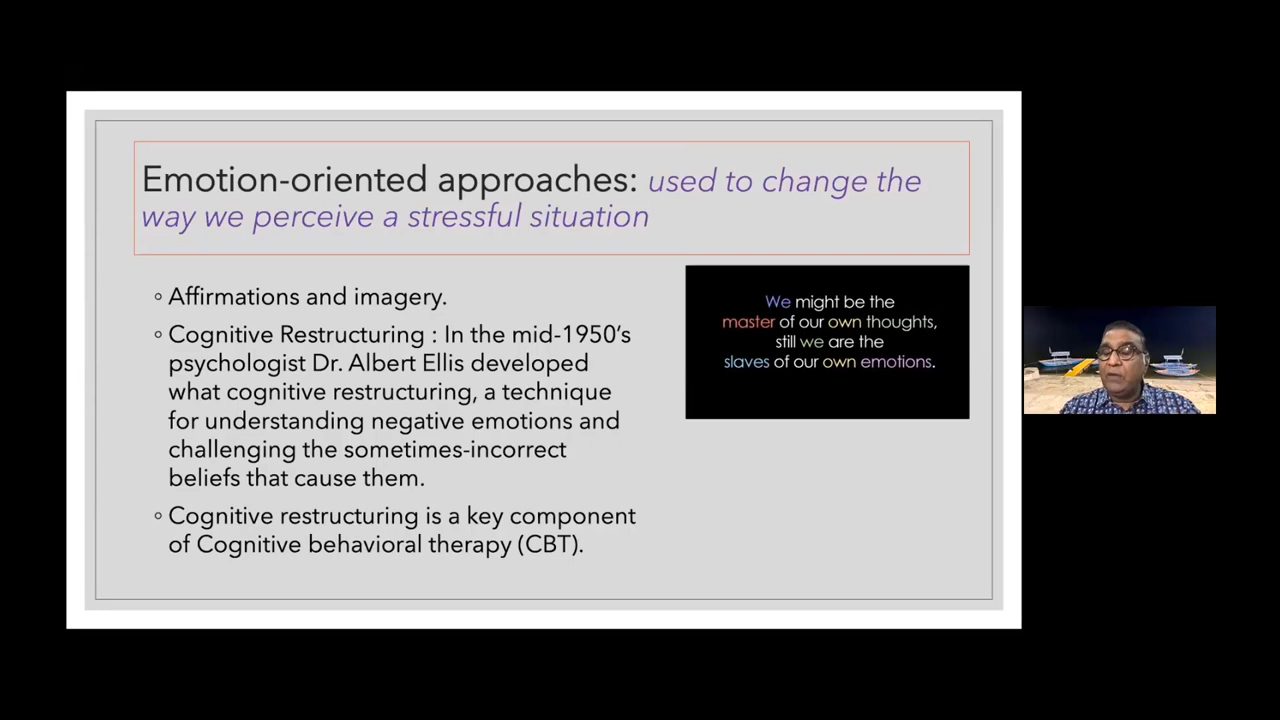 Emotion-oriented approaches: used to change the
way we perceive a stressful situation
◦ Affirmations and imagery.
◦ Cognitive Restructuring : In the mid-1950’s
psychologist Dr. Albert Ellis developed
what cognitive restructuring, a technique
for understanding negative emotions and
challenging the sometimes-incorrect
beliefs that cause them.
◦ Cognitive restructuring is a key component
of Cognitive behavioral therapy (CBT).
We might be the
master of our own thoughts,
still we are the
slaves of our own emotions.